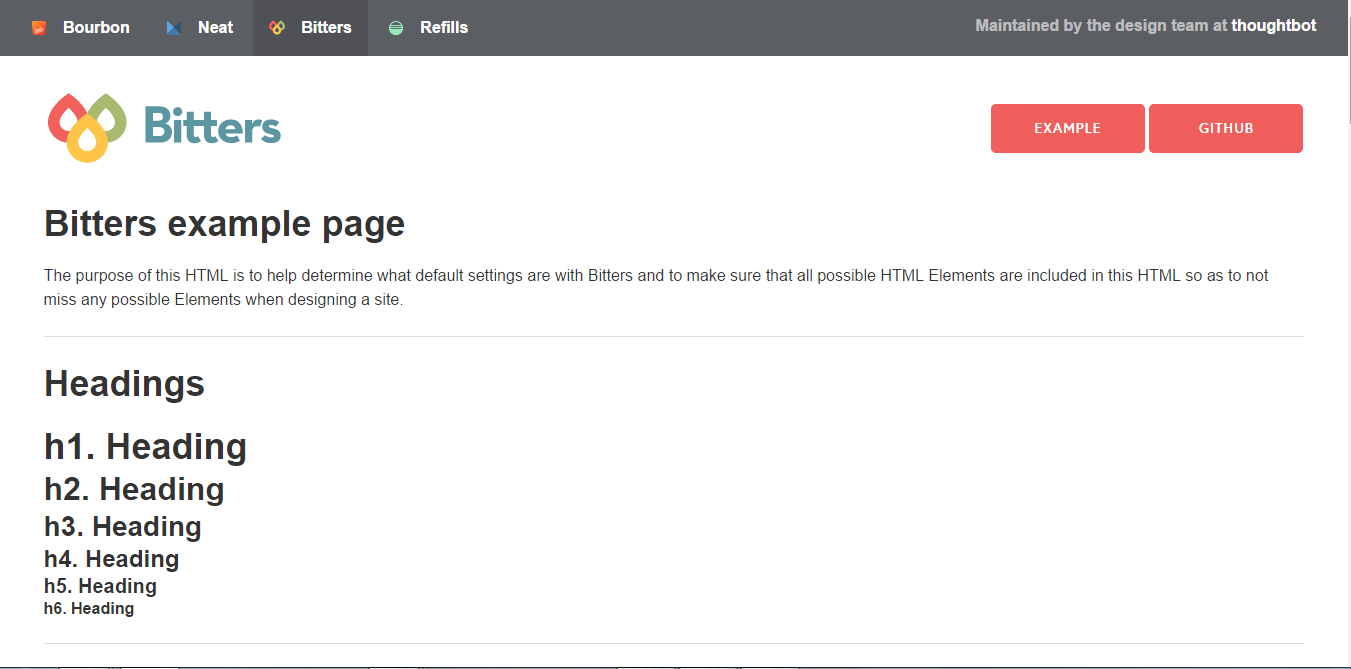 Bourbon Neat Bitters Refills Maintained by the design team at thoughtbot
Bitters
EXAMPLE GITHUB
Bitters example page
The purpose of this HTML is to help determine what default settings are with Bitters and to make sure that all possible HTML Elements are included in this HTML so as to not
miss any possible Elements when designing a site.
Headings
h1. Heading
h2. Heading
h3. Heading
h4. Heading
h5. Heading
h6. Heading